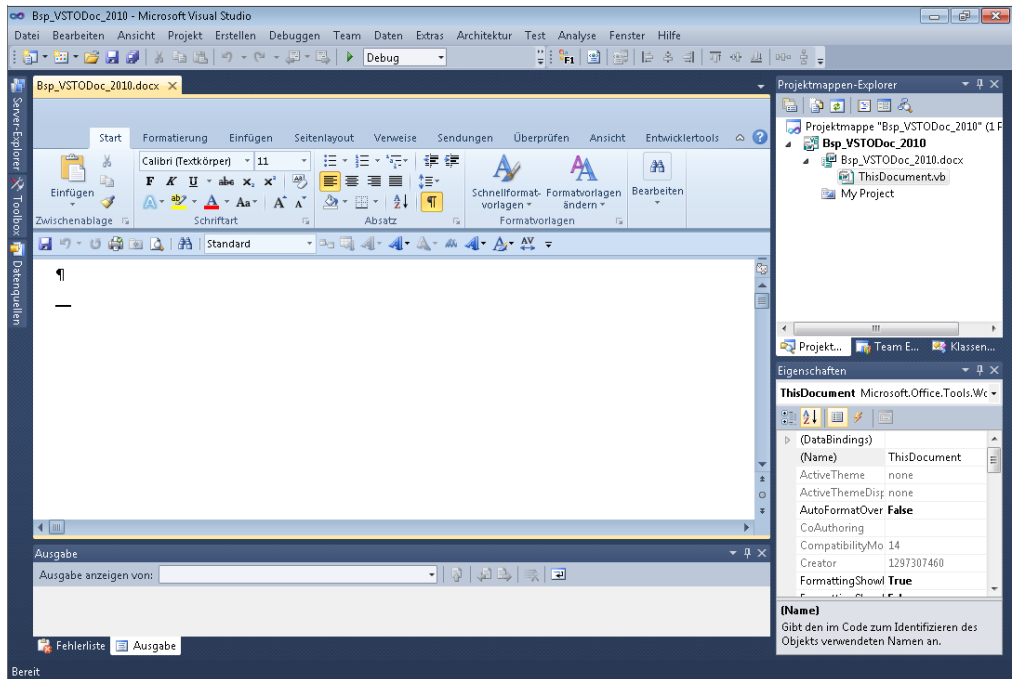 Bsp_VSTODoc_2010 - Microsoft Visual Studio
Datei Bearbeiten Ansicht Projekt Erstellen Debuggen Team Daten Extras Architektur Test Analyse Fenster Hilfe
Debug
Server-Explorer
Toolbox
Datenquellen
Bsp_VSTODoc_2010.docx
Start Formatierung Einfügen Seitenlayout Verweise Sendungen Überprüfen Ansicht Entwicklertools
Calibri (Textkörper) 11
F K U abc x, x²
Aa A A
Einfügen
Schnellformat-
vorlagen
Formatvorlagen
ändern
Bearbeiten
Zwischenablage Schriftart Absatz Formatvorlagen
Standard
¶
Ausgabe
Ausgabe anzeigen von:
Fehlerliste Ausgabe
Bereit
Projektmappen-Explorer
Projektmappe "Bsp_VSTODoc_2010" (1 P
Bsp_VSTODoc_2010
Bsp_VSTODoc_2010.docx
ThisDocument.vb
My Project
Projekt... Team E... Klassen...
Eigenschaften
ThisDocument Microsoft.Office.Tools.Wc
(DataBindings)
(Name) ThisDocument
ActiveTheme none
ActiveThemeDisp none
AutoFormatOver False
CoAuthoring
CompatibilityMo 14
Creator 1297307460
FormattingShowI True
(Name)
Gibt den im Code zum Identifizieren des
Objekts verwendeten Namen an.